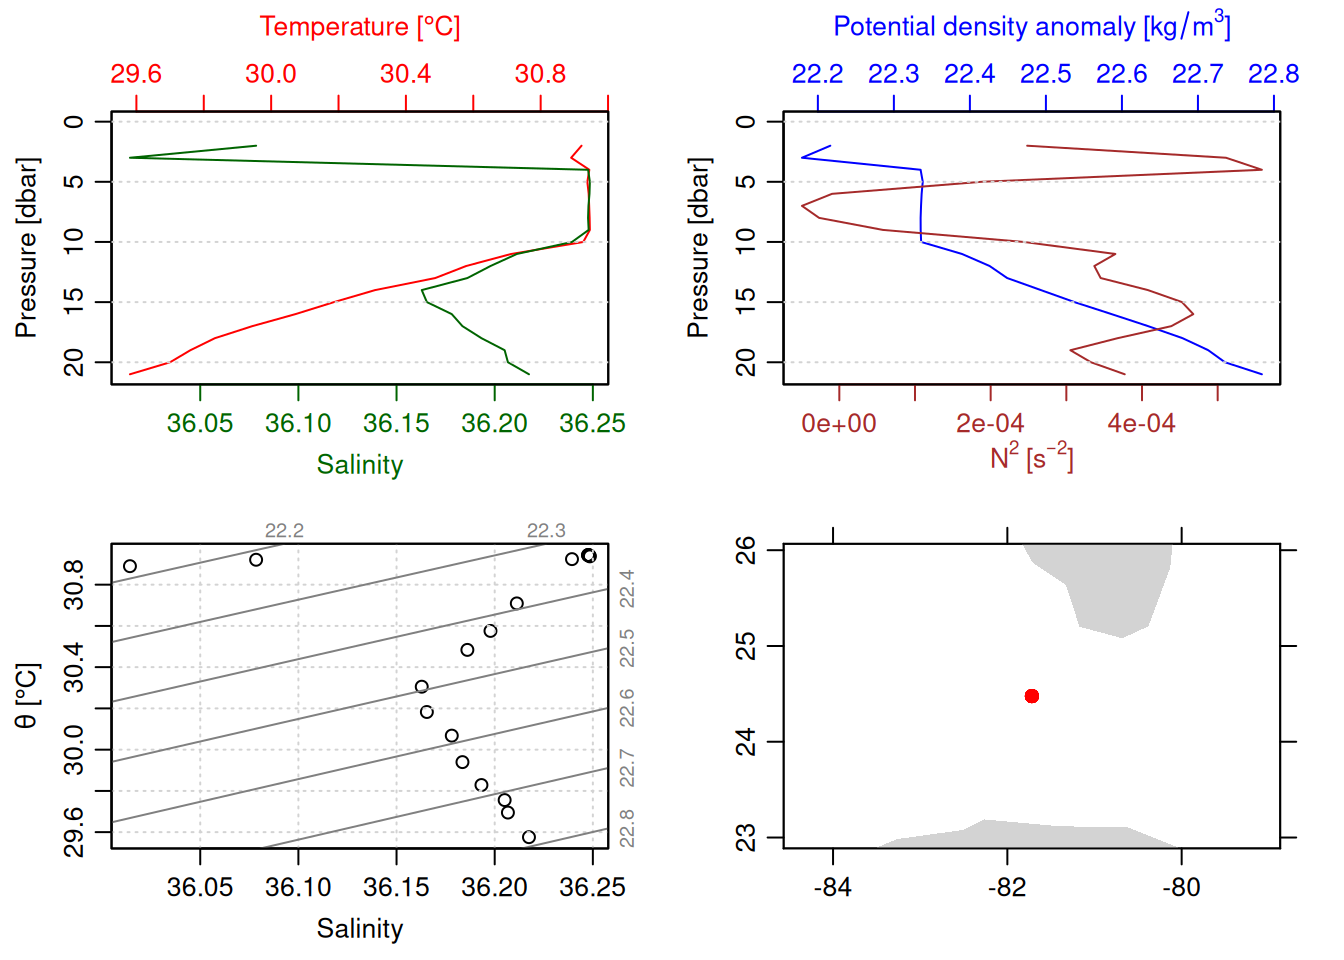 Temperature [°C]
29.6 30.0 30.4 30.8
Pressure [dbar]
0 5 10 15 20
36.05 36.10 36.15 36.20 36.25
Salinity
Potential density anomaly [kg/m³]
22.2 22.3 22.4 22.5 22.6 22.7 22.8
Pressure [dbar]
0 5 10 15 20
0e+00 2e-04 4e-04
N² [s⁻²]
22.2 22.3
22.4
22.5
22.6
22.7
22.8
θ [°C]
29.6 30.0 30.4 30.8
36.05 36.10 36.15 36.20 36.25
Salinity
23 24 25 26
-84 -82 -80